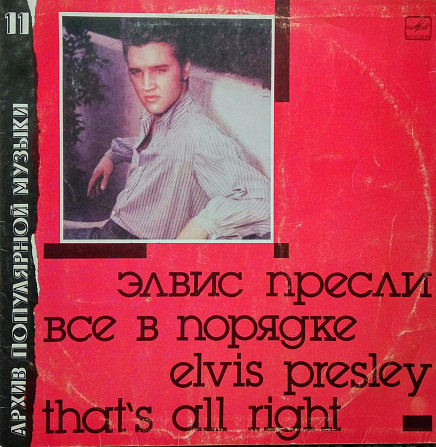 11
АРХИВ ПОПУЛЯРНОЙ МУЗЫКИ
элвис пресли
все в порядке
elvis presley
that's all right